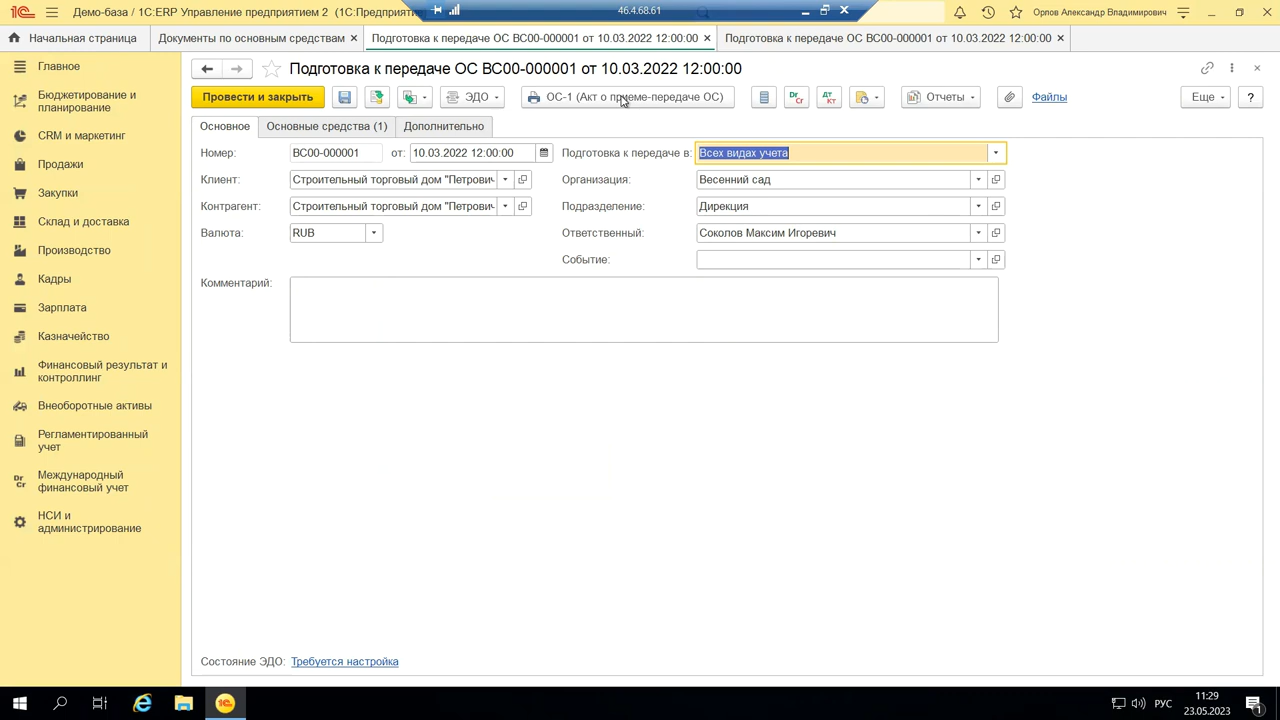 Демо-база / 1С:ERP Управление предприятием 2 (1С:Предприят
46.4.68.61
Орлов Александр Владимирович
Начальная страница
Документы по основным средствам
Подготовка к передаче ОС ВС00-000001 от 10.03.2022 12:00:00
Подготовка к передаче ОС ВС00-000001 от 10.03.2022 12:00:00
Главное
Бюджетирование и
планирование
CRM и маркетинг
Продажи
Закупки
Склад и доставка
Производство
Кадры
Зарплата
Казначейство
Финансовый результат и
контроллинг
Внеоборотные активы
Регламентированный
учет
Международный
финансовый учет
НСИ и
администрирование
Подготовка к передаче ОС ВС00-000001 от 10.03.2022 12:00:00
Провести и закрыть
ЭДО
ОС-1 (Акт о приеме-передаче ОС)
Dr Cr
Дт Кт
Отчеты
Файлы
Еще
?
Основное
Основные средства (1)
Дополнительно
Номер: ВС00-000001 от: 10.03.2022 12:00:00
Подготовка к передаче в: Всех видах учета
Клиент: Строительный торговый дом "Петрович
Организация: Весенний сад
Контрагент: Строительный торговый дом "Петрович
Подразделение: Дирекция
Валюта: RUB
Ответственный: Соколов Максим Игоревич
Событие:
Комментарий:
Состояние ЭДО: Требуется настройка
РУС
11:29
23.05.2023
1